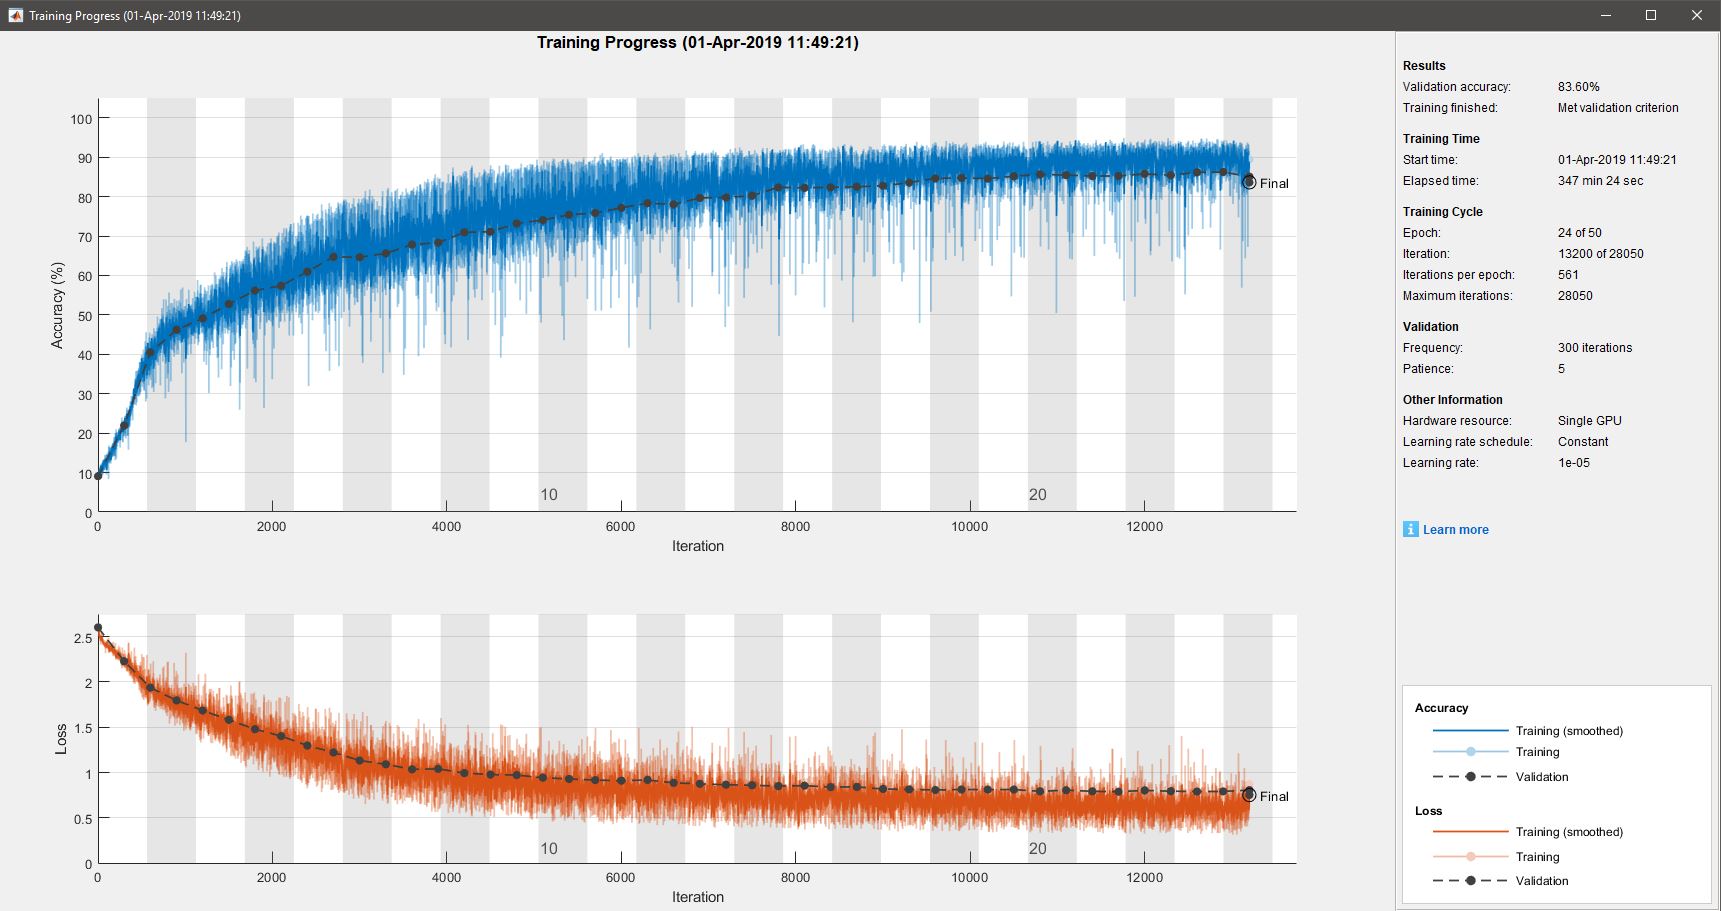 Training Progress (01-Apr-2019 11:49:21)
Training Progress (01-Apr-2019 11:49:21)
100
90
80
70
60
50
40
30
20
10
0
Accuracy (%)
Final
10
20
0 2000 4000 6000 8000 10000 12000
Iteration
2.5
2
1.5
1
0.5
0
Loss
Final
10
20
0 2000 4000 6000 8000 10000 12000
Iteration
Results
Validation accuracy: 83.60%
Training finished: Met validation criterion
Training Time
Start time: 01-Apr-2019 11:49:21
Elapsed time: 347 min 24 sec
Training Cycle
Epoch: 24 of 50
Iteration: 13200 of 28050
Iterations per epoch: 561
Maximum iterations: 28050
Validation
Frequency: 300 iterations
Patience: 5
Other Information
Hardware resource: Single GPU
Learning rate schedule: Constant
Learning rate: 1e-05
i Learn more
Accuracy
Training (smoothed)
Training
Validation
Loss
Training (smoothed)
Training
Validation